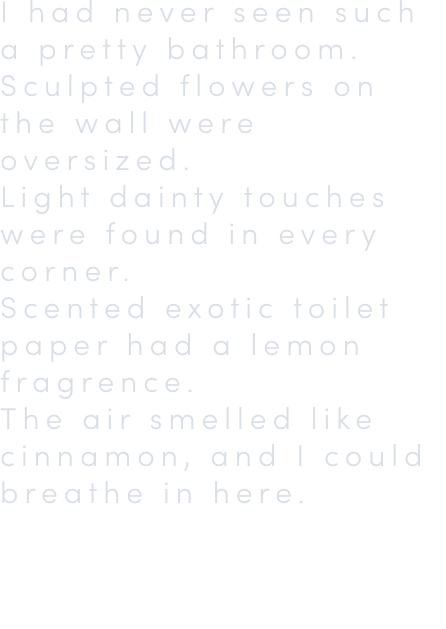 I had never seen such
a pretty bathroom.
Sculpted flowers on
the wall were
oversized.
Light dainty touches
were found in every
corner.
Scented exotic toilet
paper had a lemon
fragrence.
The air smelled like
cinnamon, and I could
breathe in here.